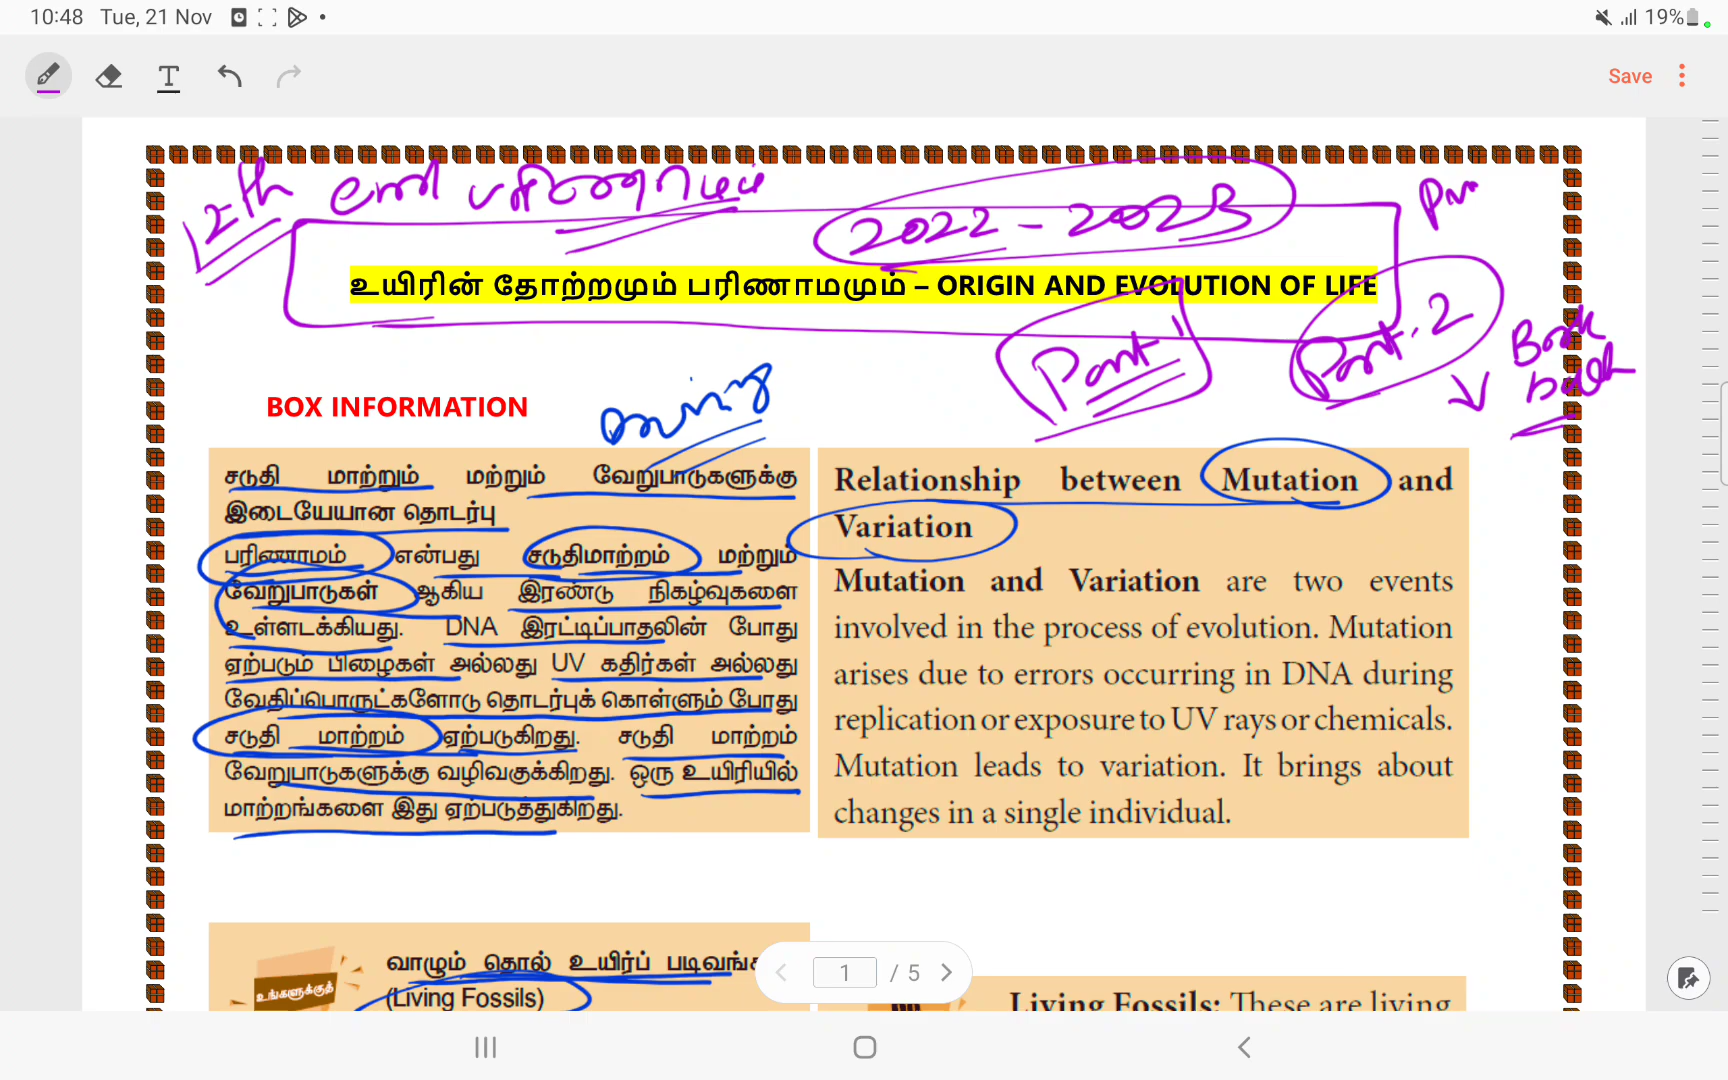 10:48 Tue, 21 Nov
19%
Save
12th
பரிணாமம்
2022 - 2023
உயிரின் தோற்றமும் பரிணாமமும் – ORIGIN AND EVOLUTION OF LIFE
Part 1
Part - 2
Book
back
BOX INFORMATION
சடுதி மாற்றும் மற்றும் வேறுபாடுகளுக்கு
இடையேயான தொடர்பு
பரிணாமம் என்பது சடுதிமாற்றம் மற்றும்
வேறுபாடுகள் ஆகிய இரண்டு நிகழ்வுகளை
உள்ளடக்கியது. DNA இரட்டிப்பாதலின் போது
ஏற்படும் பிழைகள் அல்லது UV கதிர்கள் அல்லது
வேதிப்பொருட்களோடு தொடர்புக் கொள்ளும் போது
சடுதி மாற்றம் ஏற்படுகிறது. சடுதி மாற்றம்
வேறுபாடுகளுக்கு வழிவகுக்கிறது. ஒரு உயிரியில்
மாற்றங்களை இது ஏற்படுத்துகிறது.
Relationship between Mutation and
Variation
Mutation and Variation are two events
involved in the process of evolution. Mutation
arises due to errors occurring in DNA during
replication or exposure to UV rays or chemicals.
Mutation leads to variation. It brings about
changes in a single individual.
உங்களுக்குத்
வாழும் தொல் உயிர்ப்
(Living Fossils)
Living Fossils: These are living
1 / 5